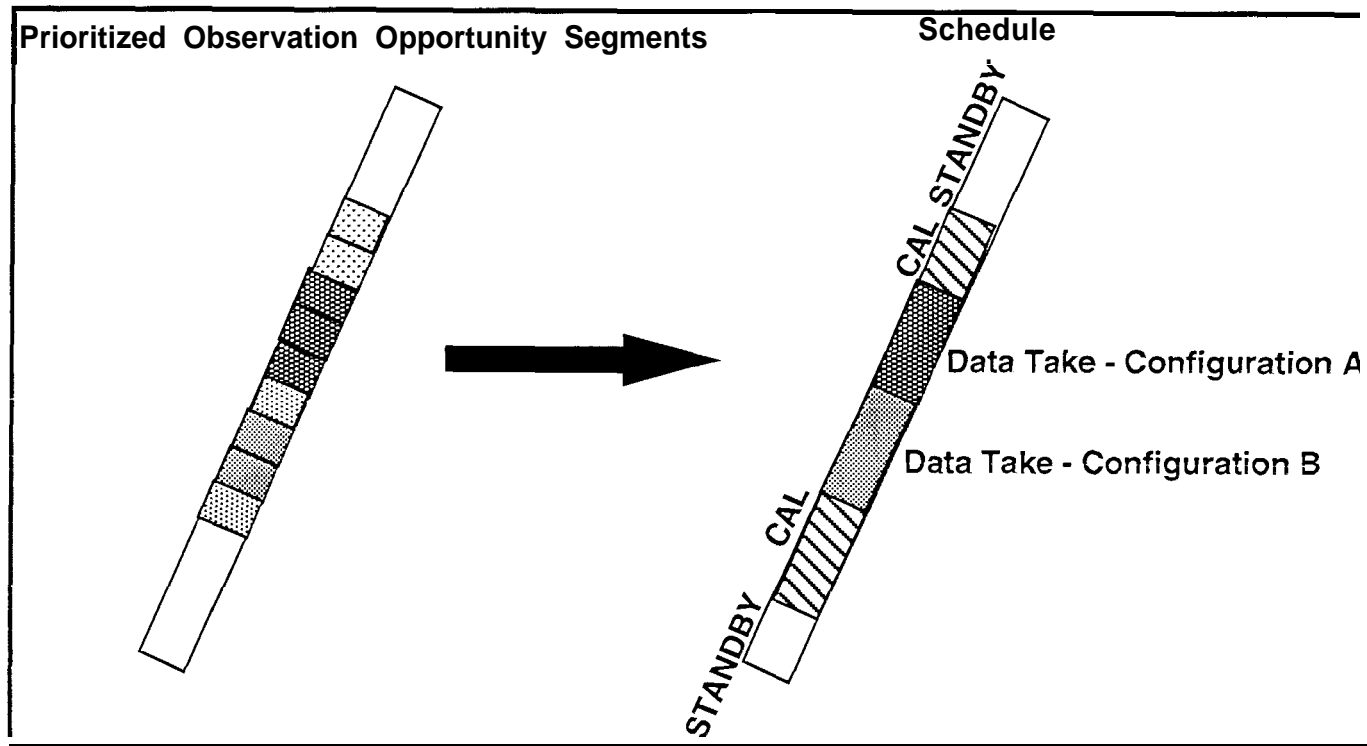 Prioritized Observation Opportunity Segments
Schedule
STANDBY
CAL
Data Take - Configuration A
Data Take - Configuration B
CAL
STANDBY